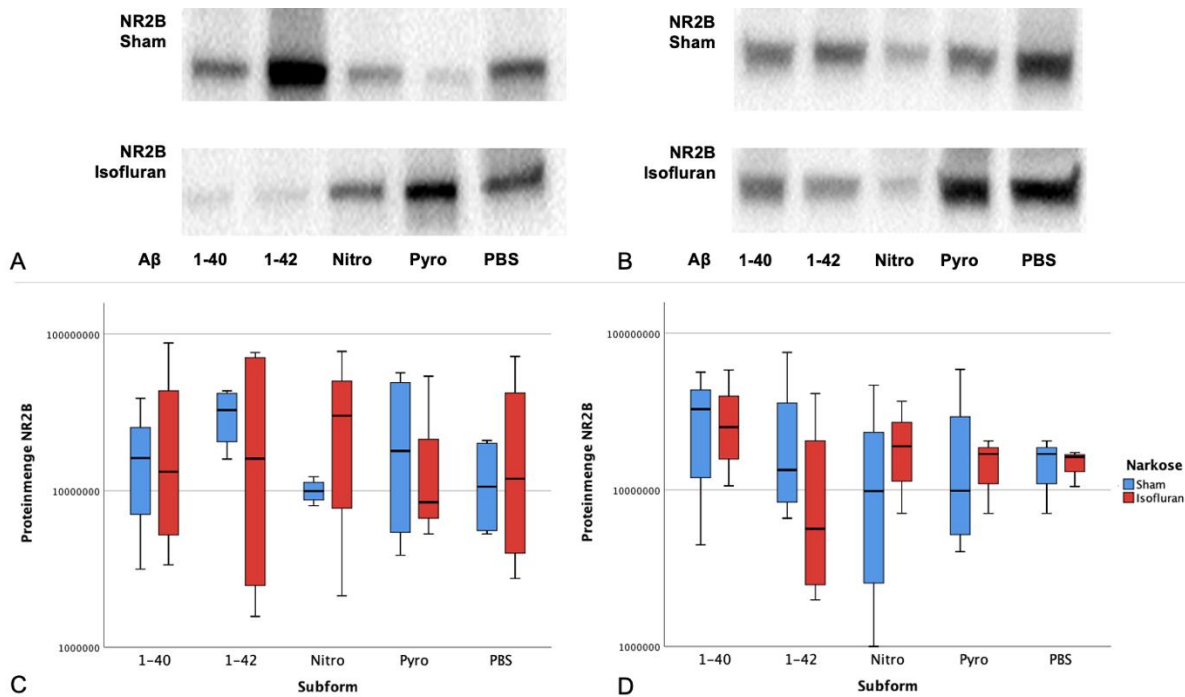 NR2B
Sham
NR2B
Isofluran
A
Aβ 1-40 1-42 Nitro Pyro PBS
NR2B
Sham
NR2B
Isofluran
B
Aβ 1-40 1-42 Nitro Pyro PBS
Proteinmenge NR2B
100000000
10000000
1000000
1-40 1-42 Nitro Pyro PBS
Subform
C
Proteinmenge NR2B
100000000
10000000
1000000
1-40 1-42 Nitro Pyro PBS
Subform
D
Narkose
Sham
Isofluran